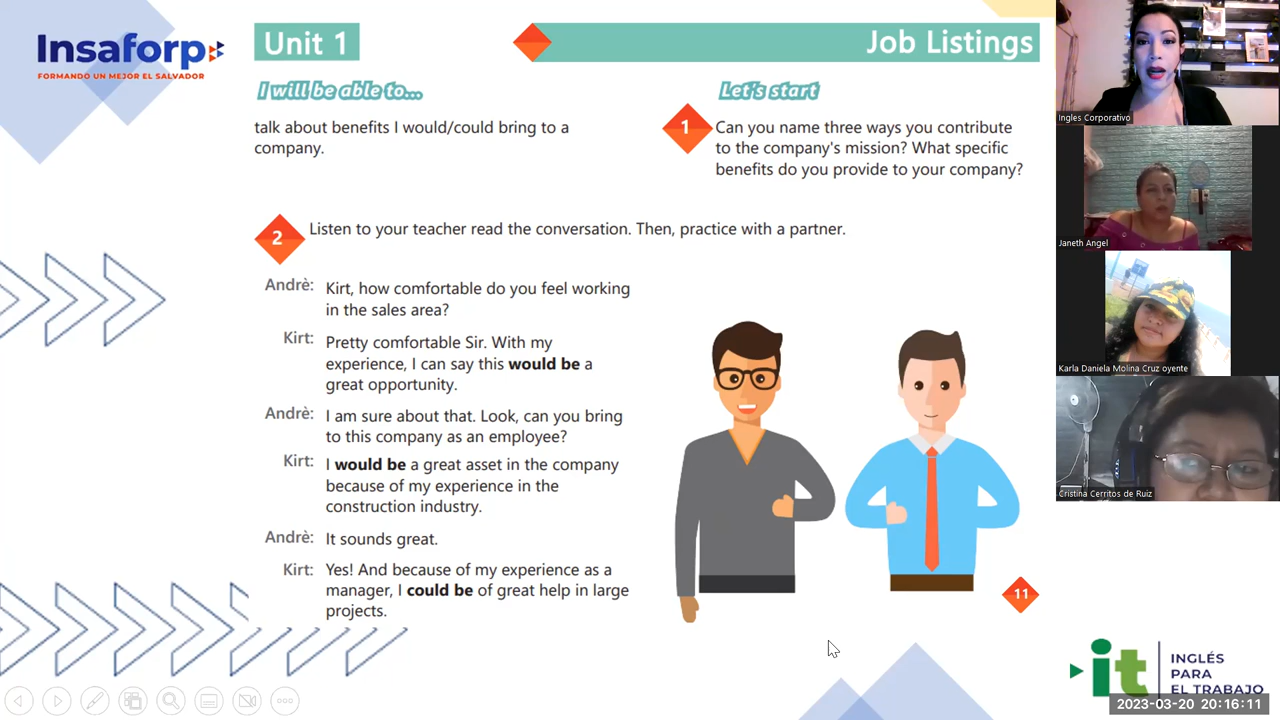 Insaforp
FORMANDO UN MEJOR EL SALVADOR
Unit 1
Job Listings
I will be able to...
talk about benefits I would/could bring to a
company.
Let's start
1
Can you name three ways you contribute
to the company's mission? What specific
benefits do you provide to your company?
2
Listen to your teacher read the conversation. Then, practice with a partner.
Andrè: Kirt, how comfortable do you feel working
in the sales area?
Kirt: Pretty comfortable Sir. With my
experience, I can say this would be a
great opportunity.
Andrè: I am sure about that. Look, can you bring
to this company as an employee?
Kirt: I would be a great asset in the company
because of my experience in the
construction industry.
Andrè: It sounds great.
Kirt: Yes! And because of my experience as a
manager, I could be of great help in large
projects.
11
Ingles Corporativo
Janeth Angel
Karla Daniela Molina Cruz oyente
Cristina Cerritos de Ruiz
it
INGLÉS
PARA
EL TRABAJO
2023-03-20 20:16:11